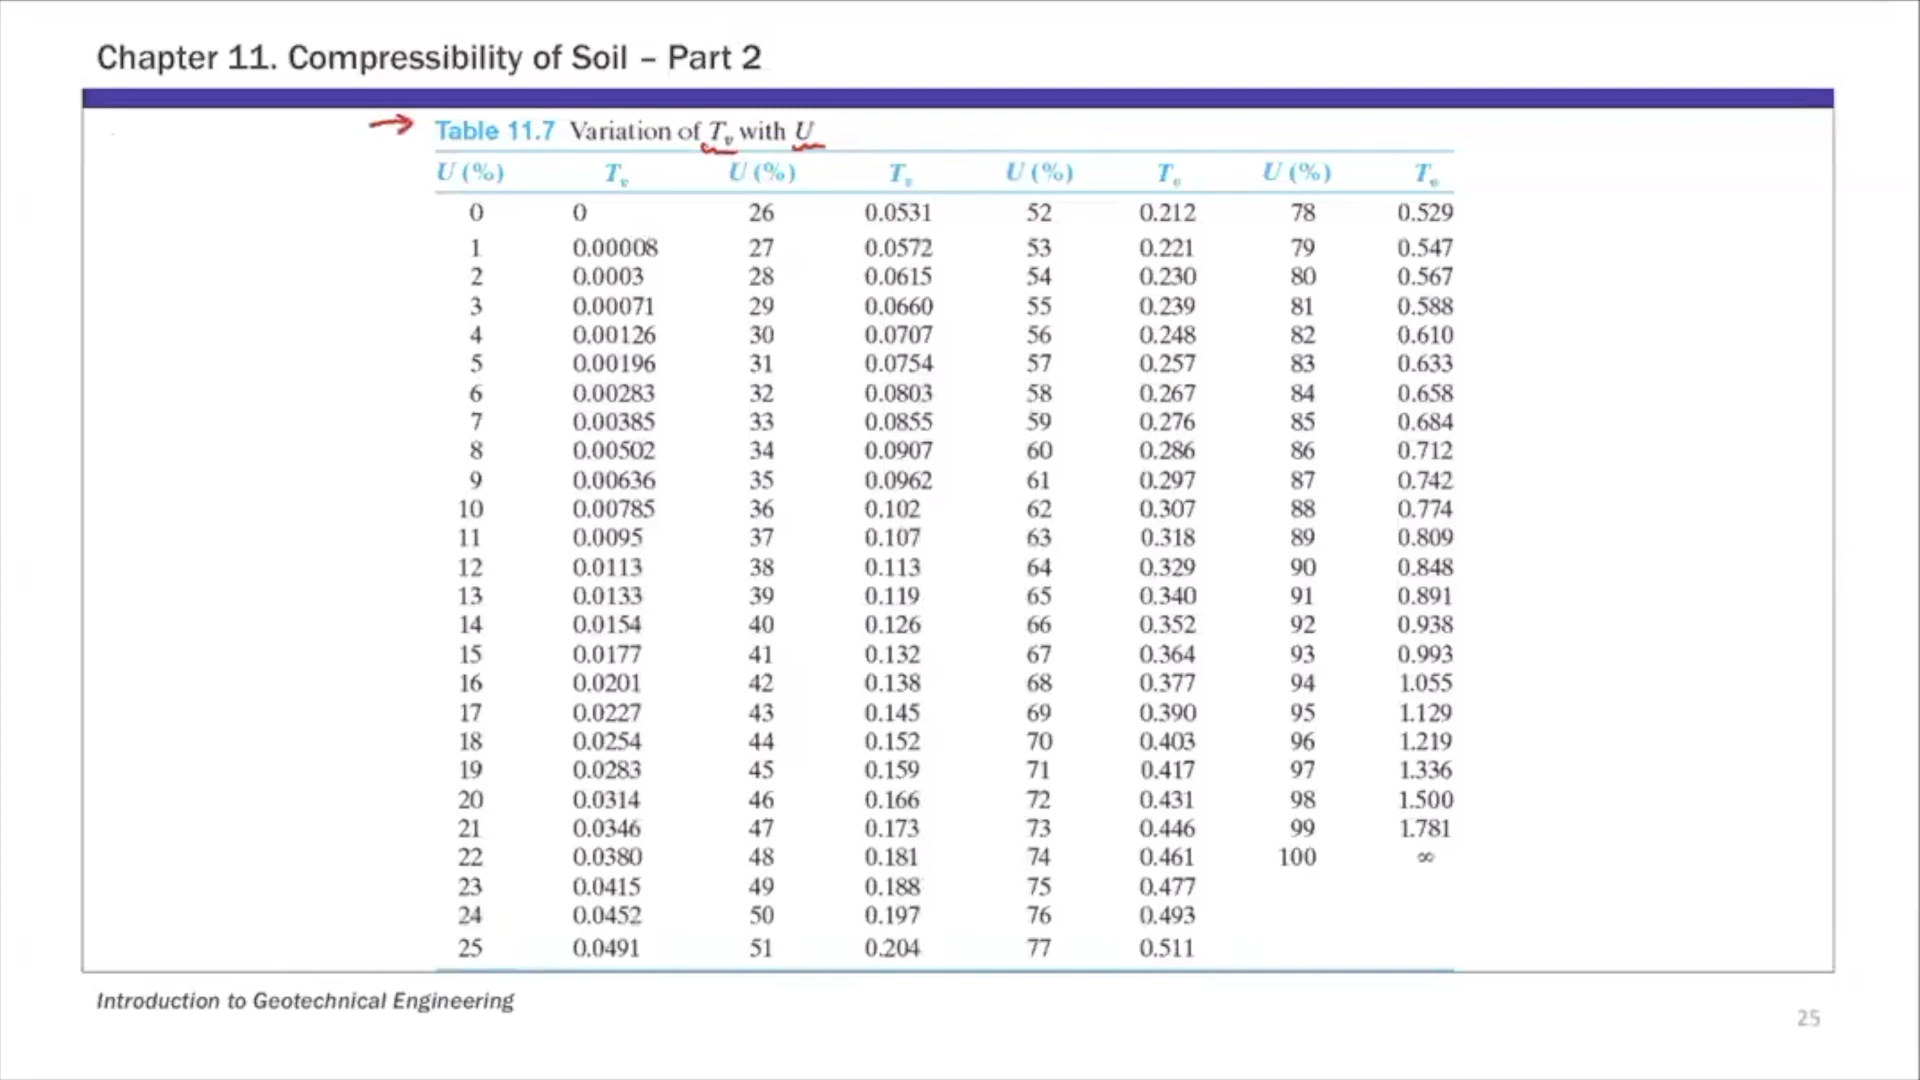 Chapter 11. Compressibility of Soil – Part 2
Table 11.7 Variation of Tv with U
U (%) Tv U (%) Tv U (%) Tv U (%) Tv
0 0 26 0.0531 52 0.212 78 0.529
1 0.00008 27 0.0572 53 0.221 79 0.547
2 0.0003 28 0.0615 54 0.230 80 0.567
3 0.00071 29 0.0660 55 0.239 81 0.588
4 0.00126 30 0.0707 56 0.248 82 0.610
5 0.00196 31 0.0754 57 0.257 83 0.633
6 0.00283 32 0.0803 58 0.267 84 0.658
7 0.00385 33 0.0855 59 0.276 85 0.684
8 0.00502 34 0.0907 60 0.286 86 0.712
9 0.00636 35 0.0962 61 0.297 87 0.742
10 0.00785 36 0.102 62 0.307 88 0.774
11 0.0095 37 0.107 63 0.318 89 0.809
12 0.0113 38 0.113 64 0.329 90 0.848
13 0.0133 39 0.119 65 0.340 91 0.891
14 0.0154 40 0.126 66 0.352 92 0.938
15 0.0177 41 0.132 67 0.364 93 0.993
16 0.0201 42 0.138 68 0.377 94 1.055
17 0.0227 43 0.145 69 0.390 95 1.129
18 0.0254 44 0.152 70 0.403 96 1.219
19 0.0283 45 0.159 71 0.417 97 1.336
20 0.0314 46 0.166 72 0.431 98 1.500
21 0.0346 47 0.173 73 0.446 99 1.781
22 0.0380 48 0.181 74 0.461 100 ∞
23 0.0415 49 0.188 75 0.477
24 0.0452 50 0.197 76 0.493
25 0.0491 51 0.204 77 0.511
Introduction to Geotechnical Engineering
25